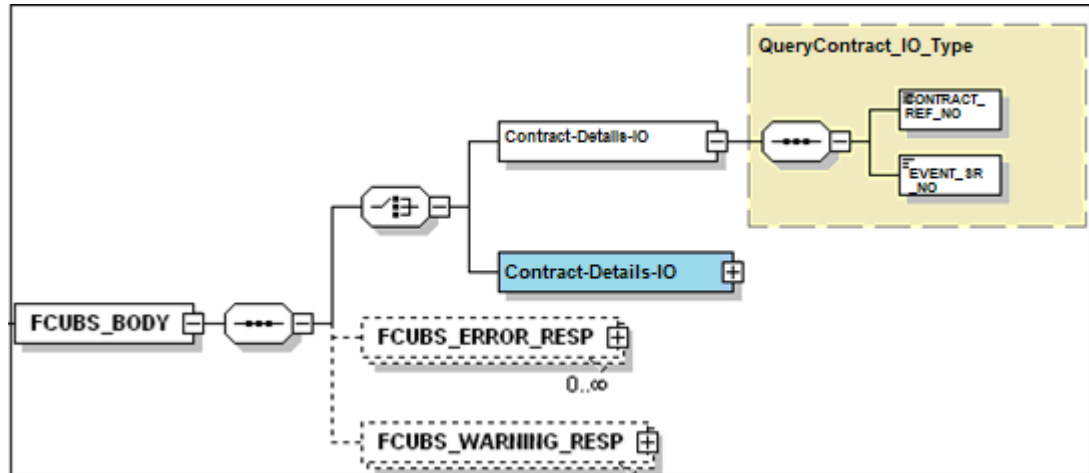 QueryContract_IO_Type
CONTRACT_
REF_NO
Contract-Details-IO
EVENT_SR
_NO
Contract-Details-IO
FCUBS_BODY
FCUBS_ERROR_RESP
0..∞
FCUBS_WARNING_RESP